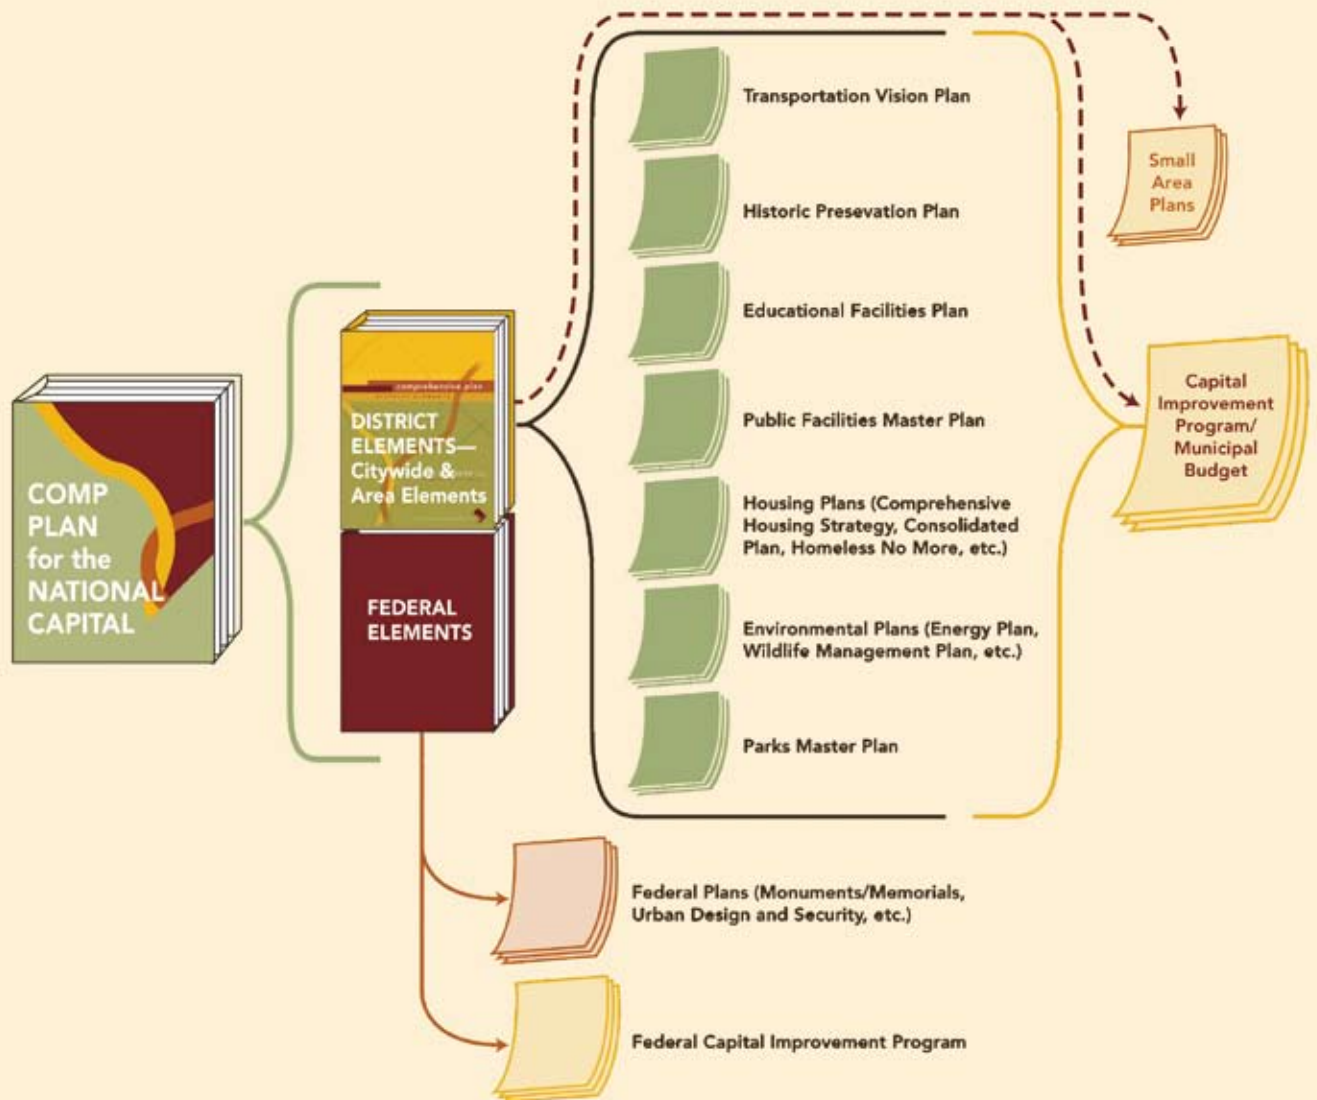 COMP
PLAN
for the
NATIONAL
CAPITAL
comprehensive plan
DISTRICT
ELEMENTS—
Citywide &
Area Elements
FEDERAL
ELEMENTS
Transportation Vision Plan
Historic Presevation Plan
Educational Facilities Plan
Public Facilities Master Plan
Housing Plans (Comprehensive
Housing Strategy, Consolidated
Plan, Homeless No More, etc.)
Environmental Plans (Energy Plan,
Wildlife Management Plan, etc.)
Parks Master Plan
Small
Area
Plans
Capital
Improvement
Program/
Municipal
Budget
Federal Plans (Monuments/Memorials,
Urban Design and Security, etc.)
Federal Capital Improvement Program